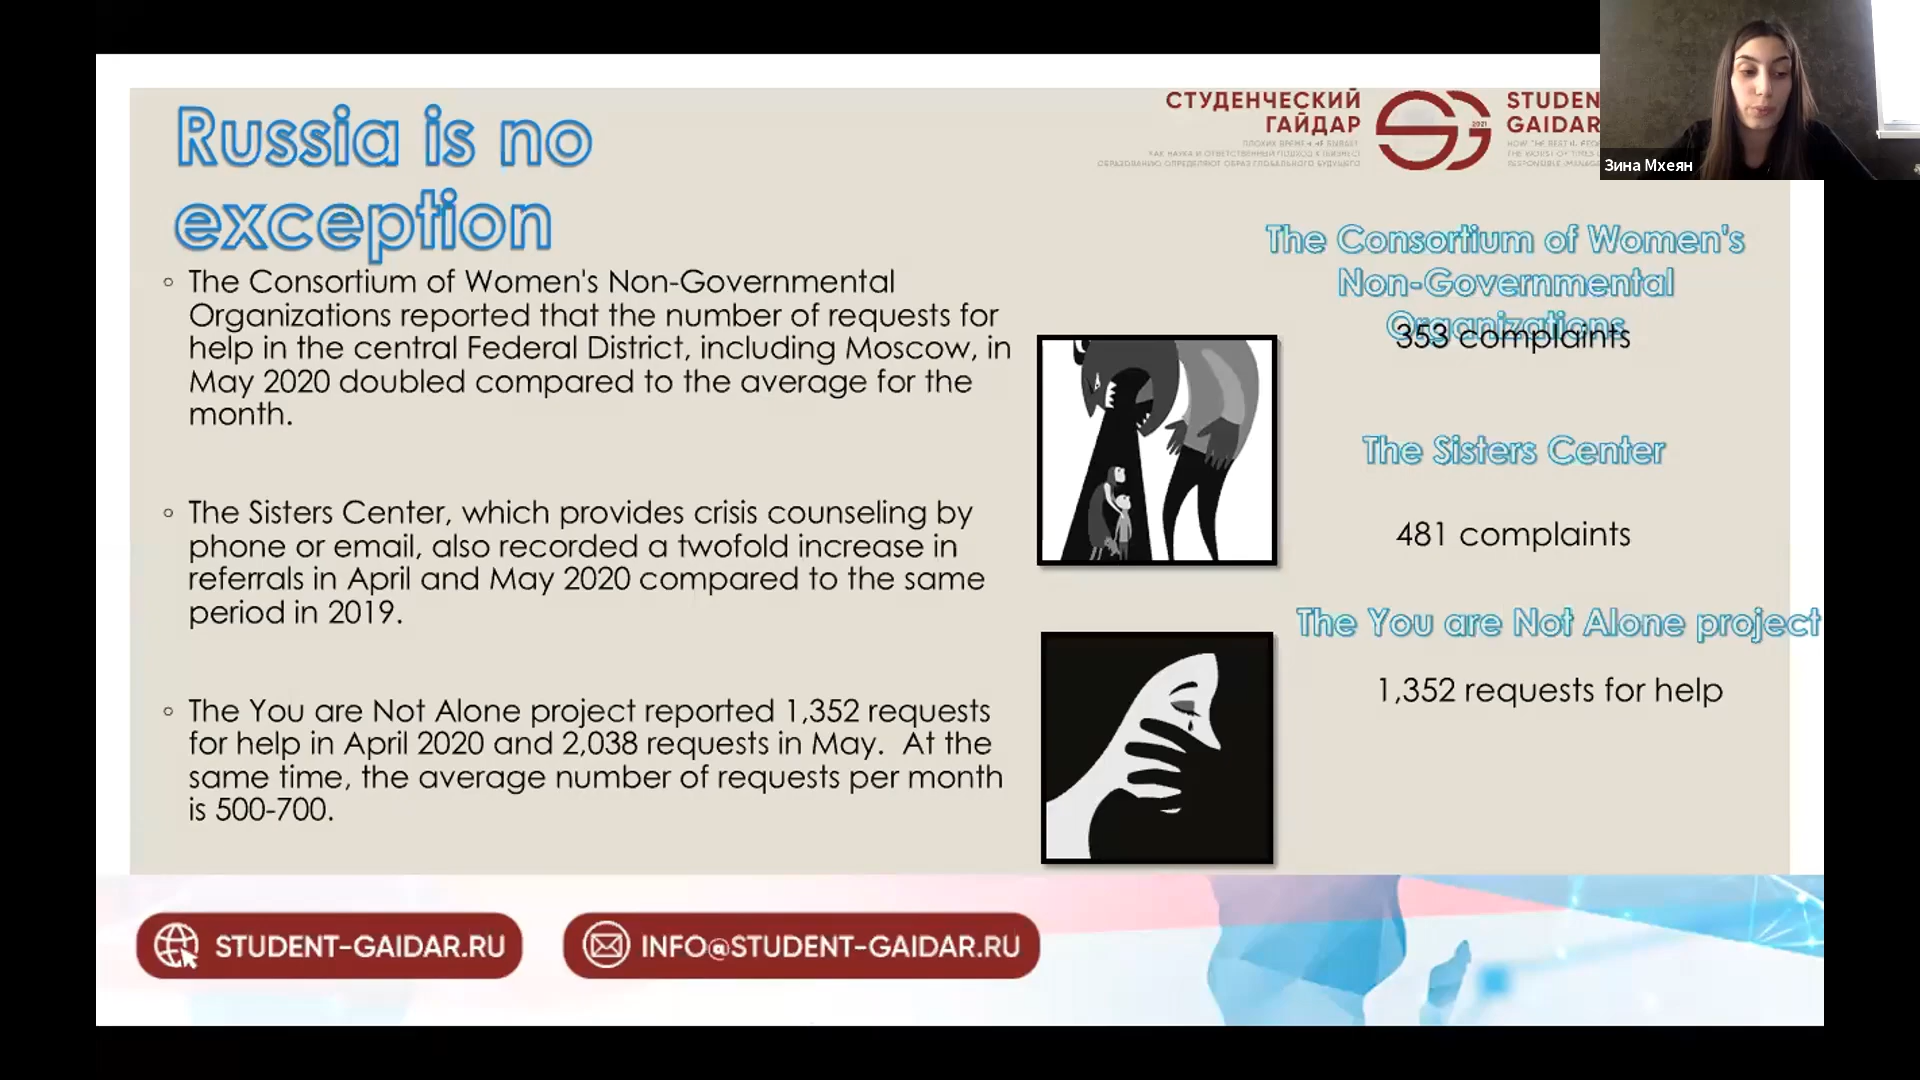 Russia is no
exception
СТУДЕНЧЕСКИЙ
ГАЙДАР
STUDEN
GAIDAR
2021
Зина Мхеян
The Consortium of Women's Non-Governmental
Organizations reported that the number of requests for
help in the central Federal District, including Moscow, in
May 2020 doubled compared to the average for the
month.
The Sisters Center, which provides crisis counseling by
phone or email, also recorded a twofold increase in
referrals in April and May 2020 compared to the same
period in 2019.
The You are Not Alone project reported 1,352 requests
for help in April 2020 and 2,038 requests in May. At the
same time, the average number of requests per month
is 500-700.
The Consortium of Women's
Non-Governmental
Organizations
353 complaints
The Sisters Center
481 complaints
The You are Not Alone project
1,352 requests for help
STUDENT-GAIDAR.RU
INFO@STUDENT-GAIDAR.RU